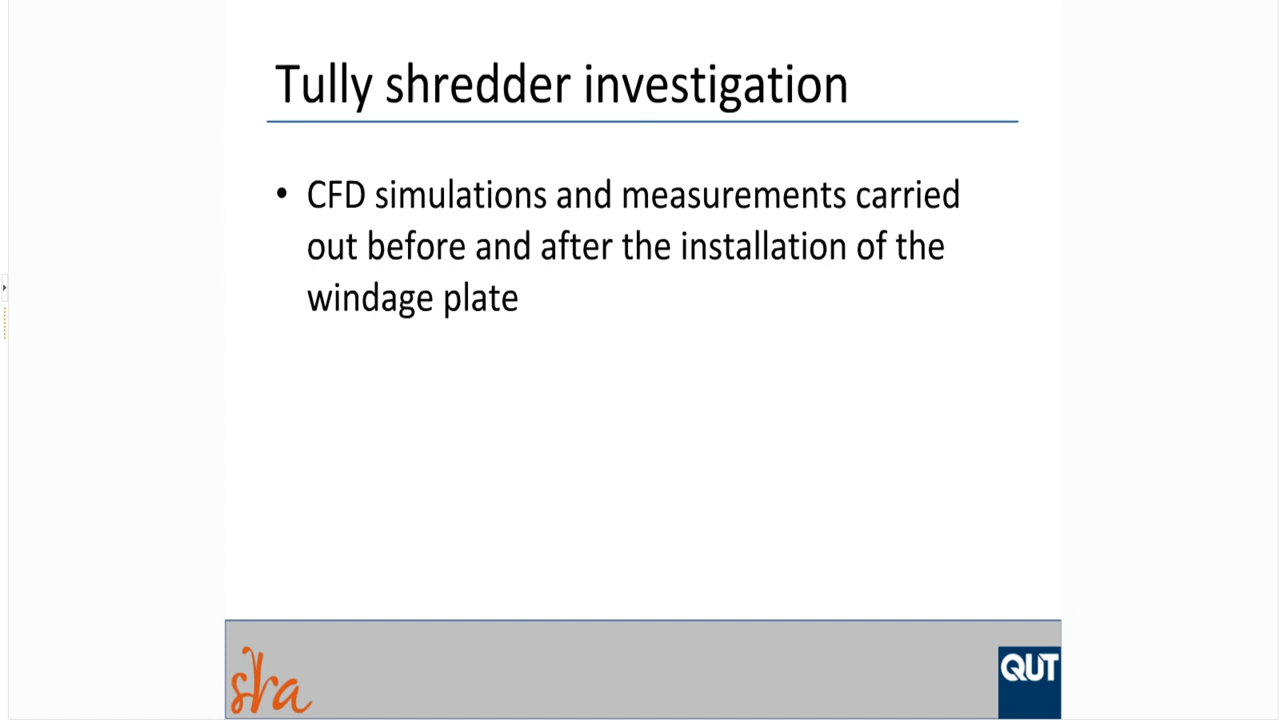 Tully shredder investigation
• CFD simulations and measurements carried
out before and after the installation of the
windage plate
sra
QUT